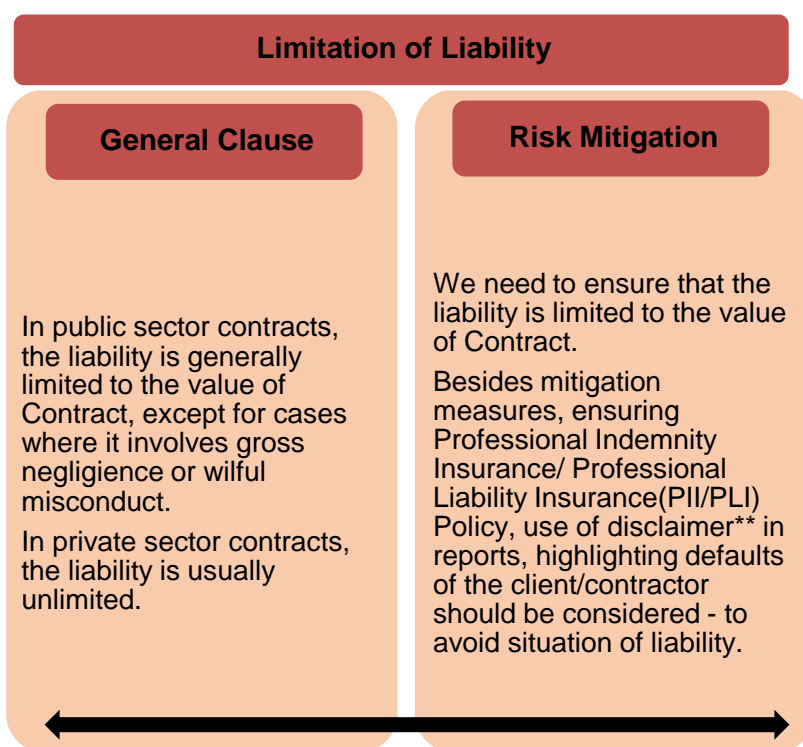 Limitation of Liability
General Clause
In public sector contracts,
the liability is generally
limited to the value of
Contract, except for cases
where it involves gross
negligience or wilful
misconduct.
In private sector contracts,
the liability is usually
unlimited.
Risk Mitigation
We need to ensure that the
liability is limited to the value
of Contract.
Besides mitigation
measures, ensuring
Professional Indemnity
Insurance/ Professional
Liability Insurance(PII/PLI)
Policy, use of disclaimer** in
reports, highlighting defaults
of the client/contractor
should be considered - to
avoid situation of liability.